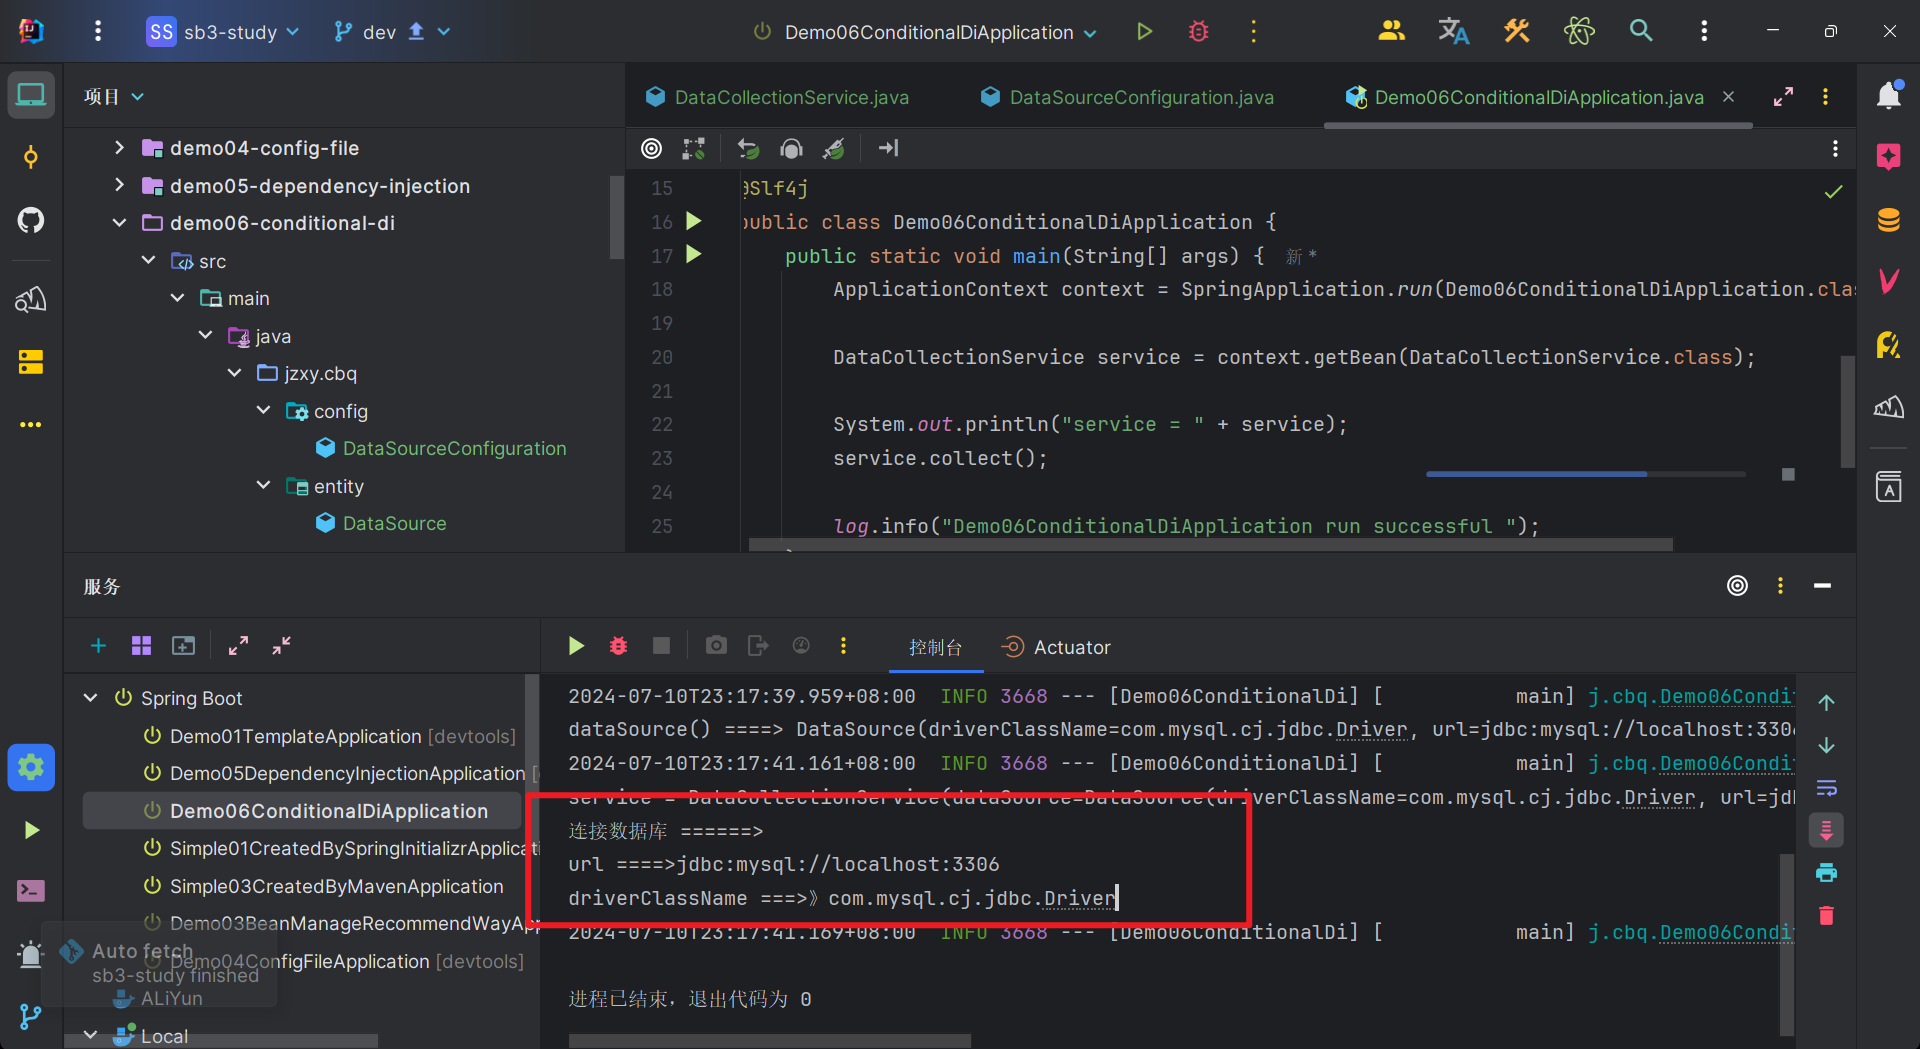 SS sb3-study dev Demo06ConditionalDiApplication
项目
DataCollectionService.java DataSourceConfiguration.java Demo06ConditionalDiApplication.java
demo04-config-file
demo05-dependency-injection
demo06-conditional-di
src
main
java
jzxy.cbq
config
DataSourceConfiguration
entity
DataSource
15 @Slf4j
16 public class Demo06ConditionalDiApplication {
17 public static void main(String[] args) { 新 *
18 ApplicationContext context = SpringApplication.run(Demo06ConditionalDiApplication.clas
19
20 DataCollectionService service = context.getBean(DataCollectionService.class);
21
22 System.out.println("service = " + service);
23 service.collect();
24
25 log.info("Demo06ConditionalDiApplication run successful ");
服务
控制台 Actuator
Spring Boot
Demo01TemplateApplication [devtools]
Demo05DependencyInjectionApplication [
Demo06ConditionalDiApplication
Simple01CreatedBySpringInitializrApplicati
Simple03CreatedByMavenApplication
Demo03BeanManageRecommendWayApp
Demo04ConfigFileApplication [devtools]
ALiYun
Local
Auto fetch
sb3-study finished
2024-07-10T23:17:39.959+08:00 INFO 3668 --- [Demo06ConditionalDi] [ main] j.cbq.Demo06Condit
dataSource() ====> DataSource(driverClassName=com.mysql.cj.jdbc.Driver, url=jdbc:mysql://localhost:3306
2024-07-10T23:17:41.161+08:00 INFO 3668 --- [Demo06ConditionalDi] [ main] j.cbq.Demo06Condit
service = DataCollectionService(dataSource=DataSource(driverClassName=com.mysql.cj.jdbc.Driver, url=jdb
连接数据库 ======>
url ====>jdbc:mysql://localhost:3306
driverClassName ===>》com.mysql.cj.jdbc.Driver
2024-07-10T23:17:41.169+08:00 INFO 3668 --- [Demo06ConditionalDi] [ main] j.cbq.Demo06Condit
进程已结束，退出代码为 0